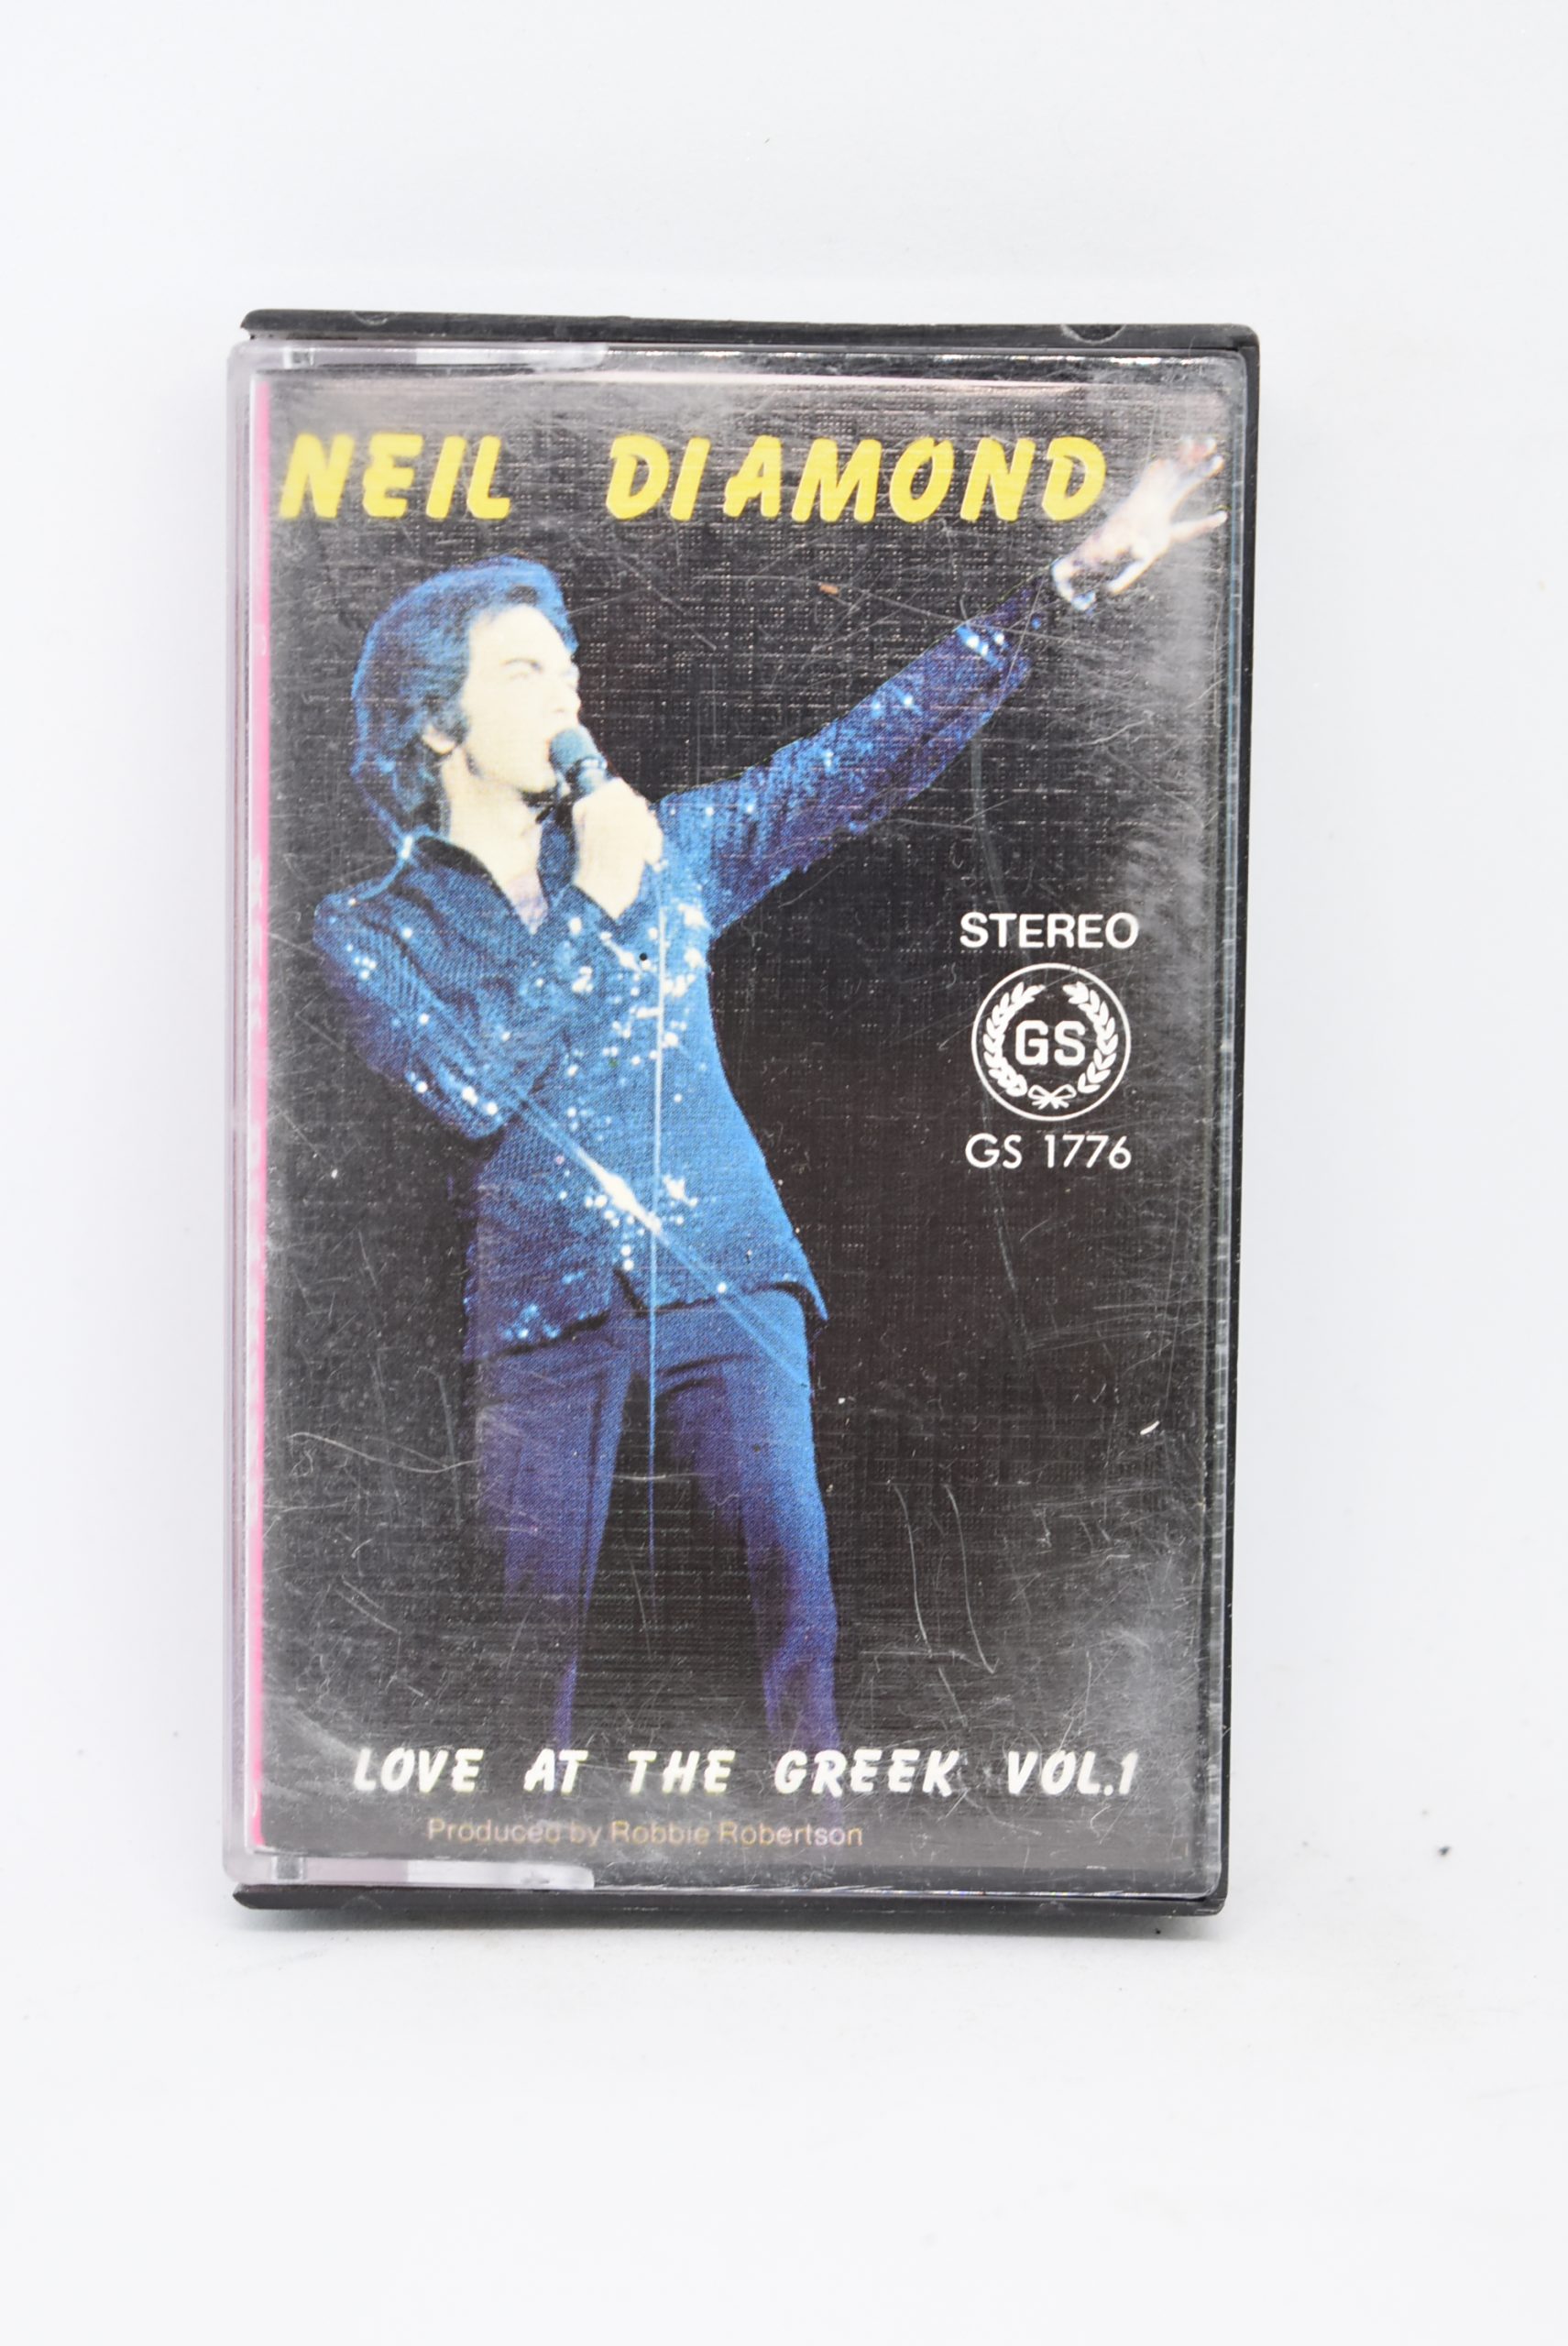 NEIL DIAMOND
STEREO
GS
GS 1776
LOVE AT THE GREEK VOL.1
Produced by Robbie Robertson